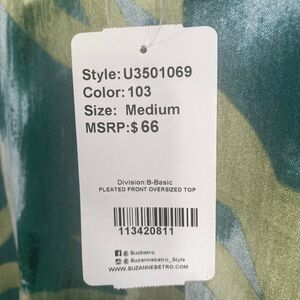 Style:U3501069
Color:103
Size: Medium
MSRP:$66
Division:B-Basic
PLEATED FRONT OVERSIZED TOP
113420811
@ Suzbetro
@ Suzannebetro_Style
WWW.SUZANNEBETRO.COM